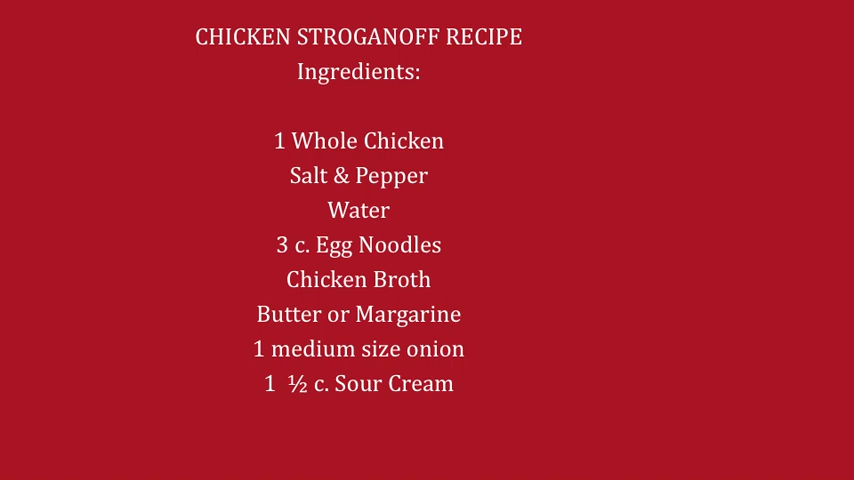 CHICKEN STROGANOFF RECIPE
Ingredients:
1 Whole Chicken
Salt & Pepper
Water
3 c. Egg Noodles
Chicken Broth
Butter or Margarine
1 medium size onion
1 ½ c. Sour Cream